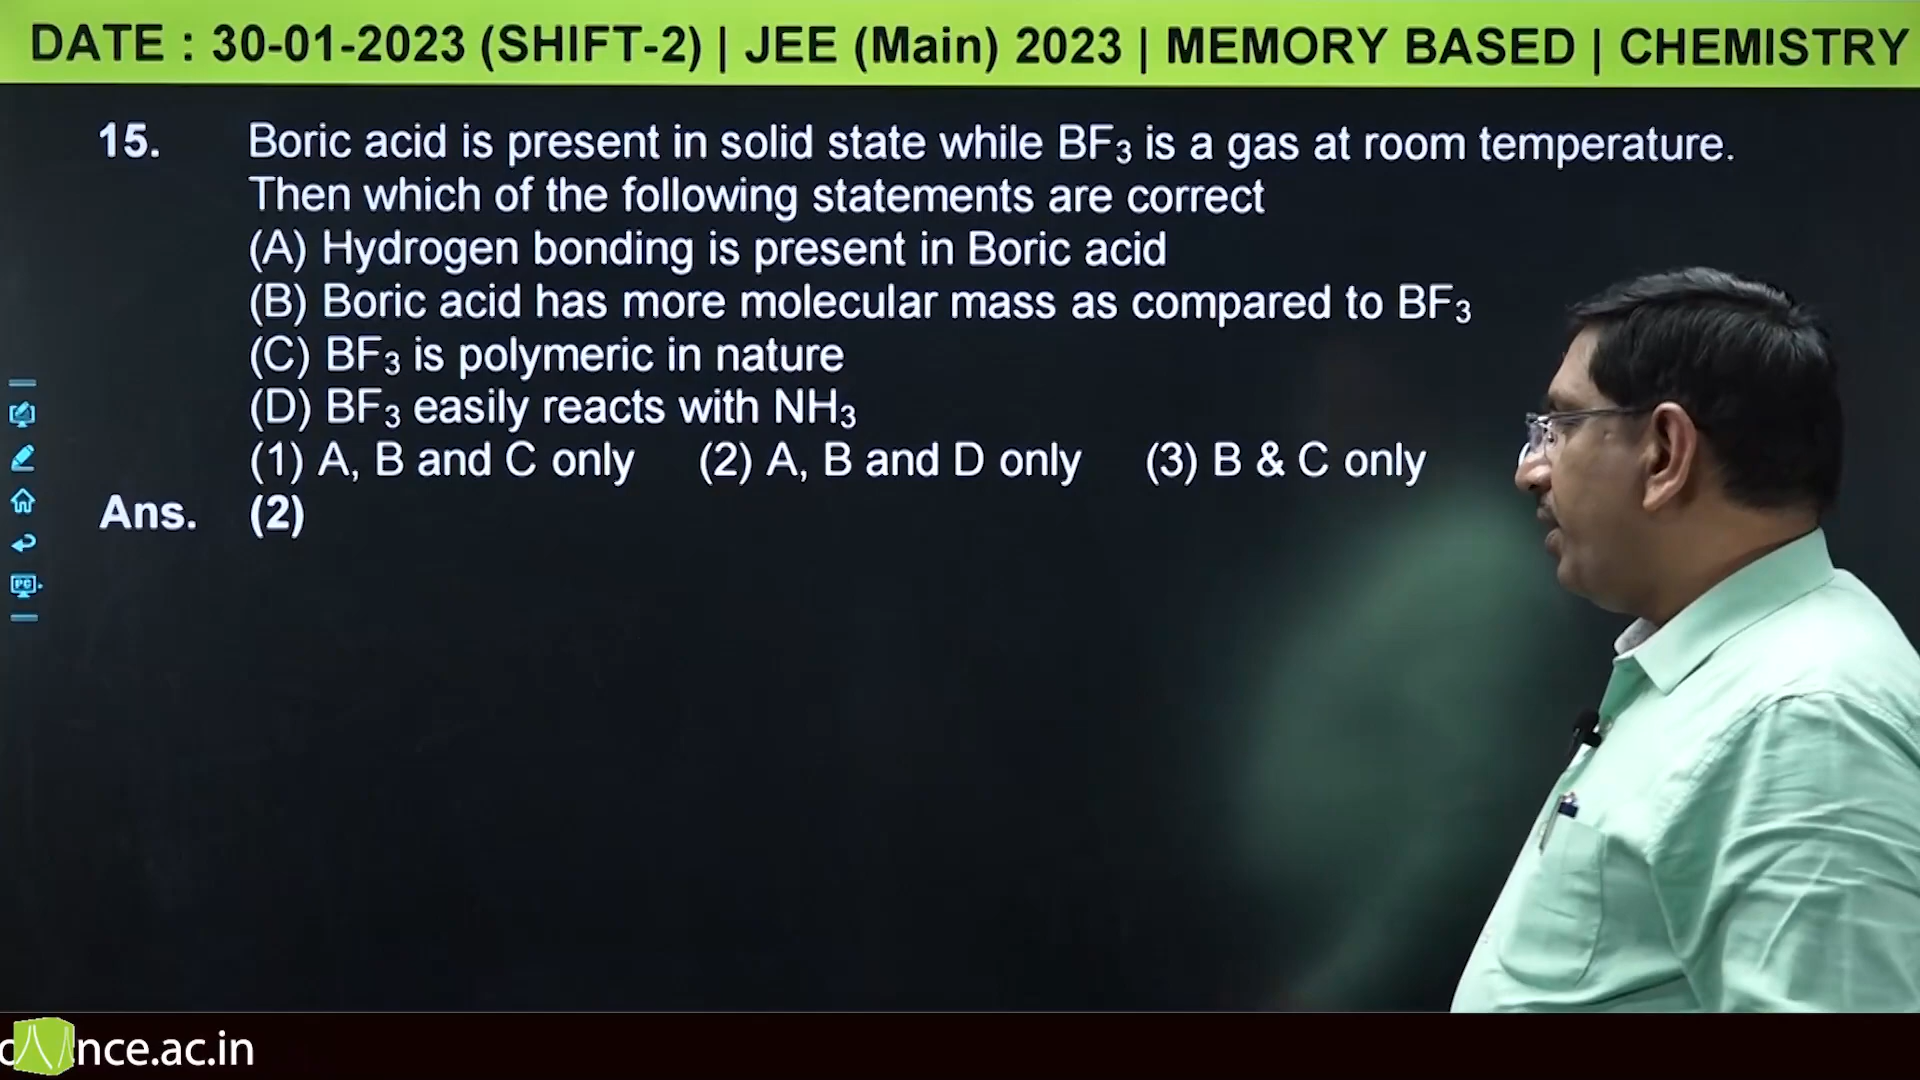 DATE : 30-01-2023 (SHIFT-2) | JEE (Main) 2023 | MEMORY BASED | CHEMISTRY
15. Boric acid is present in solid state while BF₃ is a gas at room temperature.
Then which of the following statements are correct
(A) Hydrogen bonding is present in Boric acid
(B) Boric acid has more molecular mass as compared to BF₃
(C) BF₃ is polymeric in nature
(D) BF₃ easily reacts with NH₃
(1) A, B and C only (2) A, B and D only (3) B & C only
Ans. (2)
PC
nce.ac.in